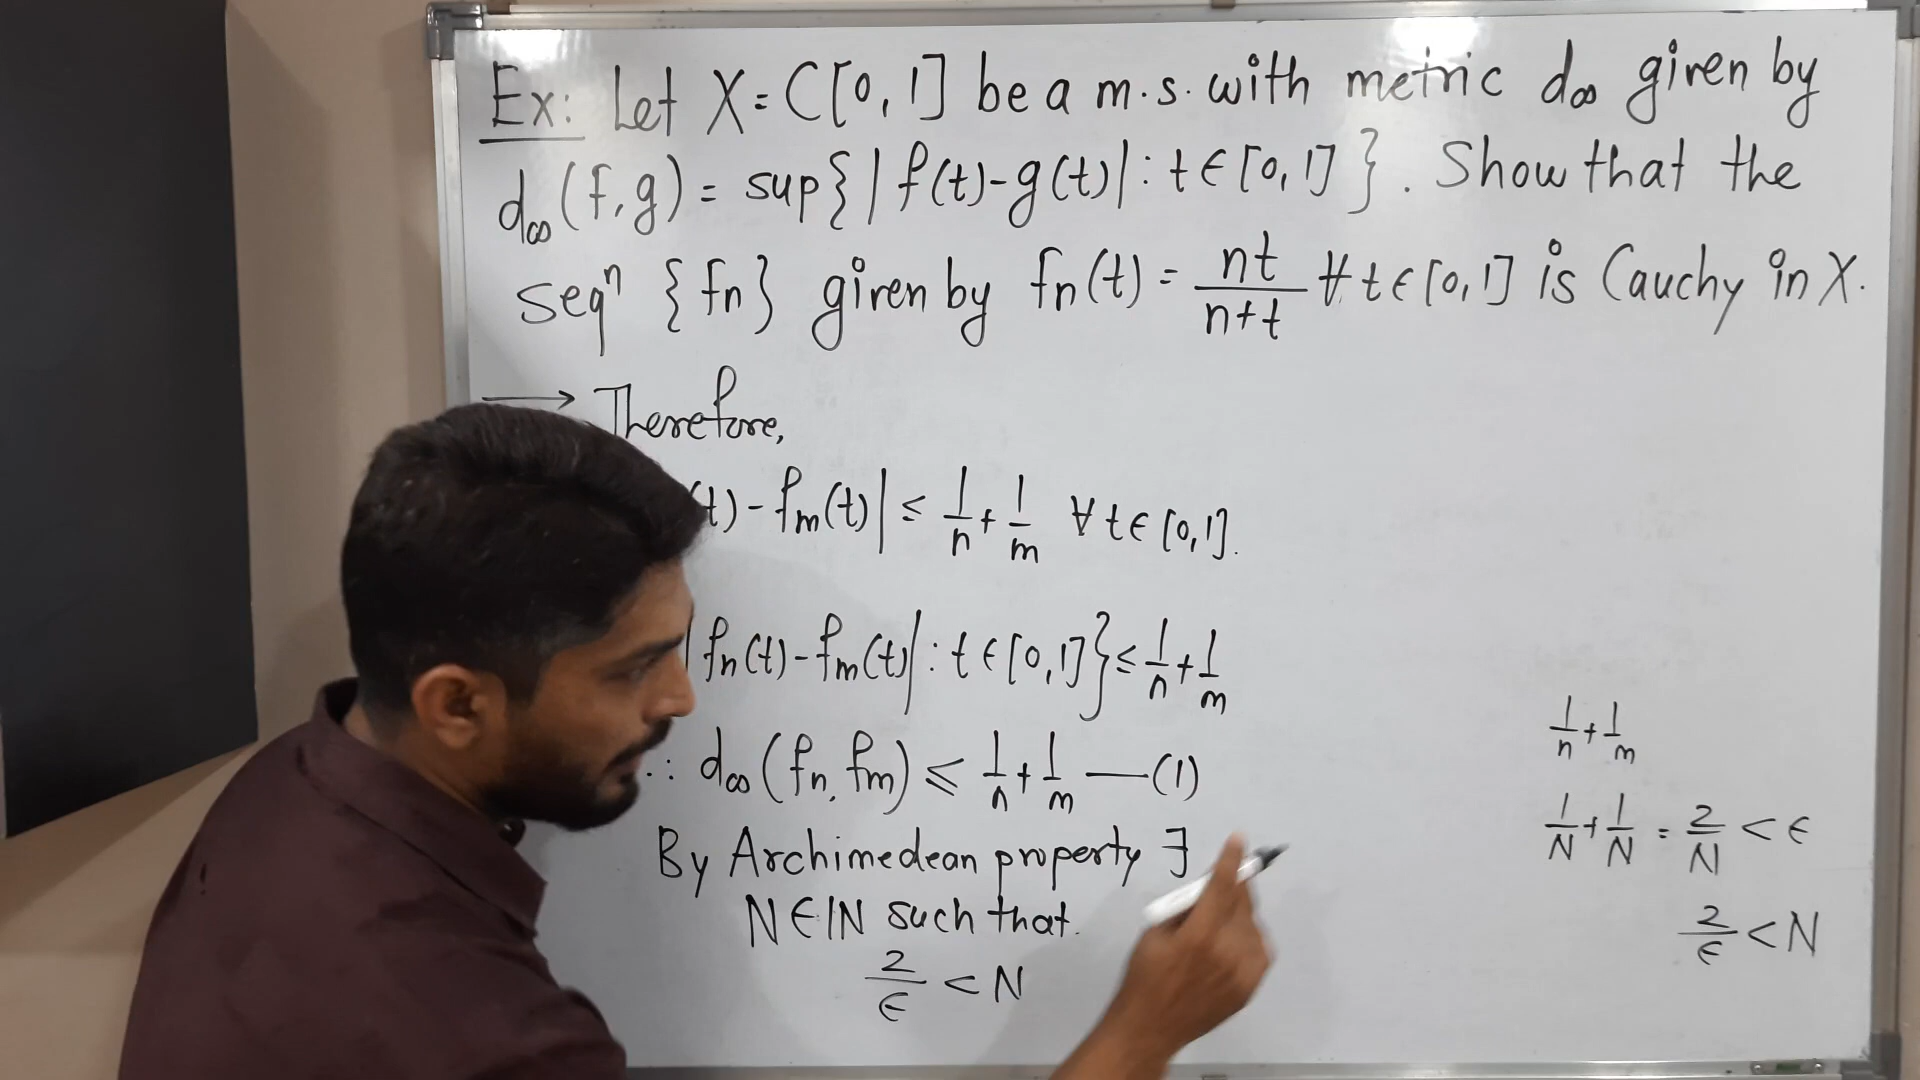 Ex: Let X = C[0, 1] be a m.s. with metric d∞ given by
d∞(f, g) = sup{ | f(t) - g(t) | : t ∈ [0, 1] }. Show that the
seqⁿ {fn} given by fn(t) = nt/(n+t) ∀ t ∈ [0, 1] is Cauchy in X.
→ Therefore,
(t) - fm(t)| ≤ 1/n + 1/m ∀ t ∈ [0, 1].
| fn(t) - fm(t) | : t ∈ [0, 1] } ≤ 1/n + 1/m
∴ d∞(fn, fm) ≤ 1/n + 1/m — (1)
By Archimedean property ∃
N ∈ ℕ such that.
2/ϵ < N
1/n + 1/m
1/N + 1/N = 2/N < ϵ
2/ϵ < N